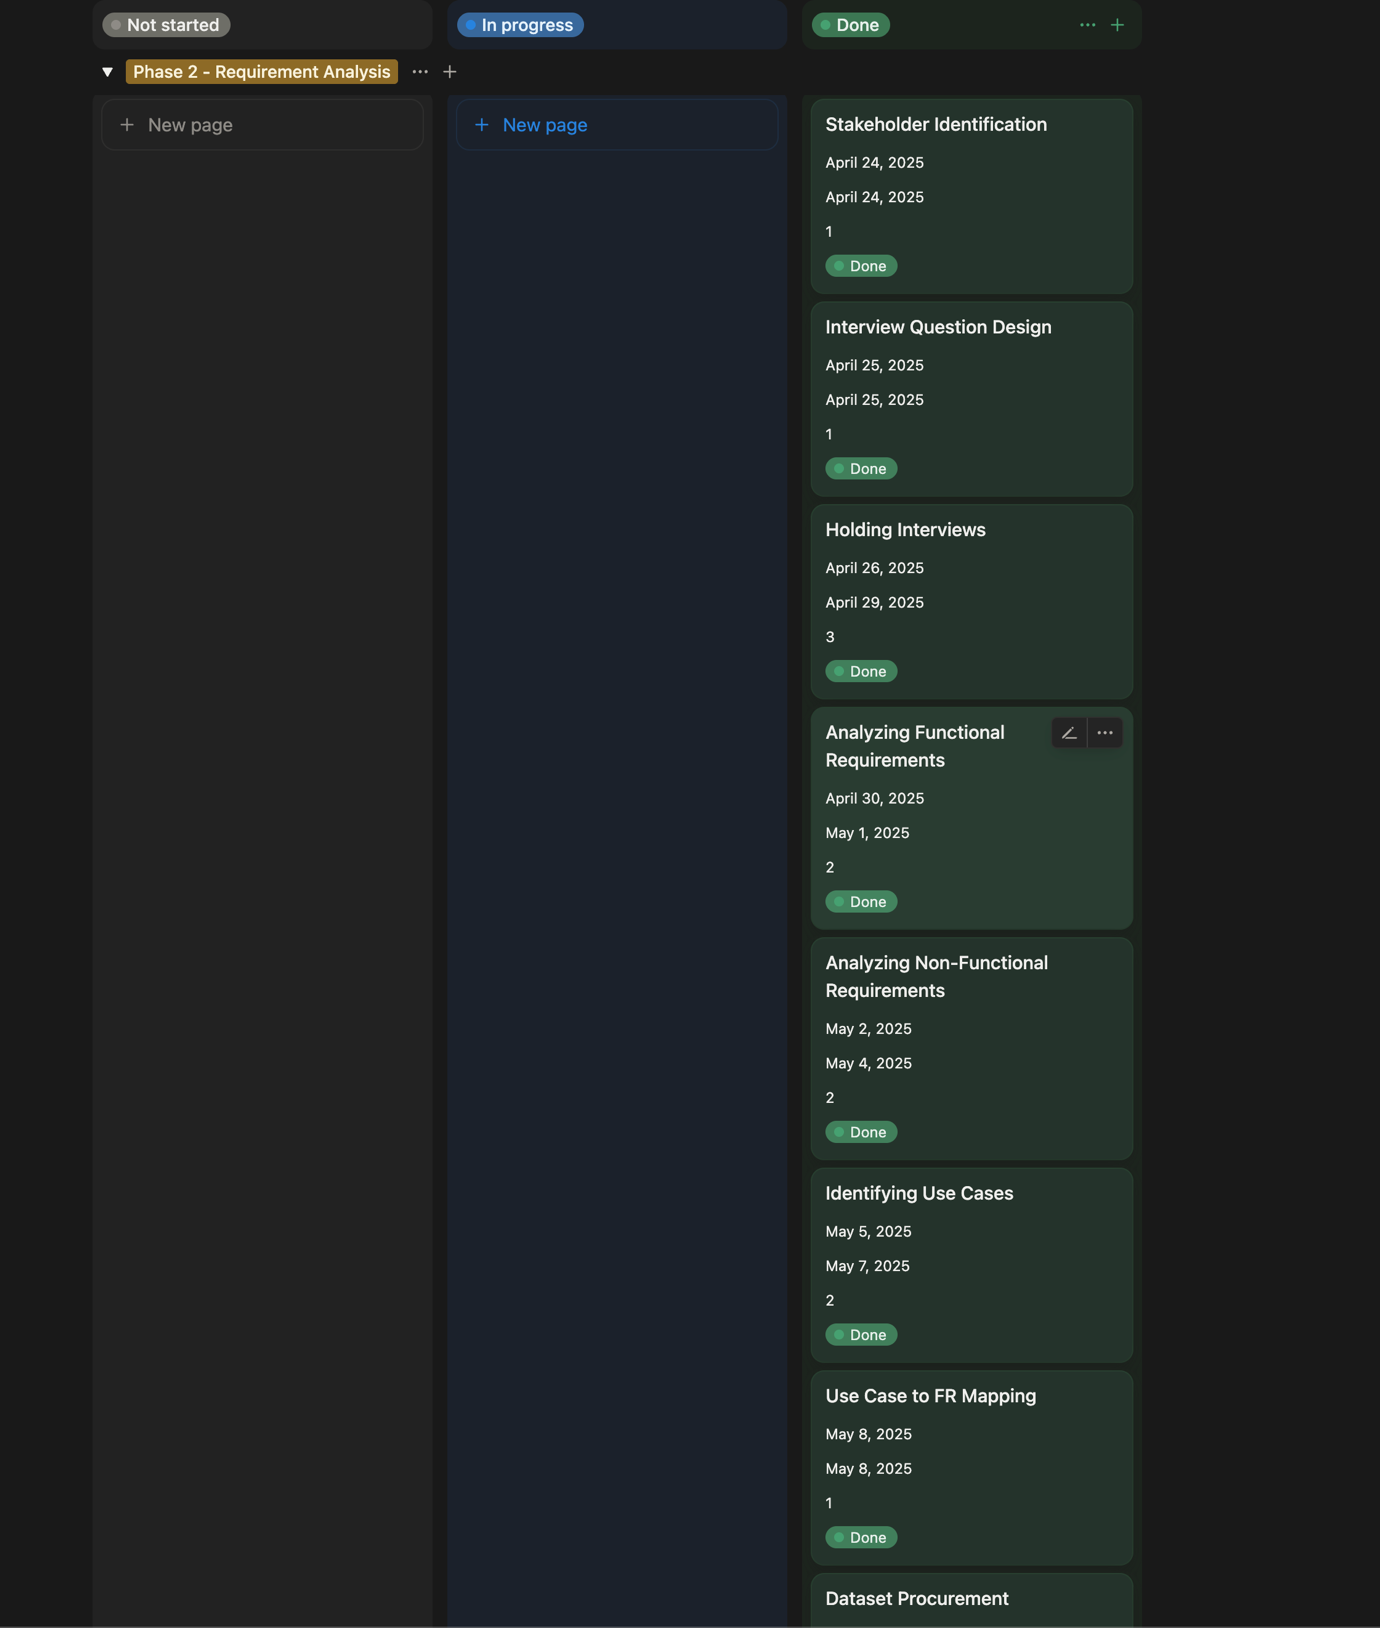 Not started
In progress
Done
Phase 2 - Requirement Analysis
New page
New page
Stakeholder Identification
April 24, 2025
April 24, 2025
1
Done
Interview Question Design
April 25, 2025
April 25, 2025
1
Done
Holding Interviews
April 26, 2025
April 29, 2025
3
Done
Analyzing Functional
Requirements
April 30, 2025
May 1, 2025
2
Done
Analyzing Non-Functional
Requirements
May 2, 2025
May 4, 2025
2
Done
Identifying Use Cases
May 5, 2025
May 7, 2025
2
Done
Use Case to FR Mapping
May 8, 2025
May 8, 2025
1
Done
Dataset Procurement